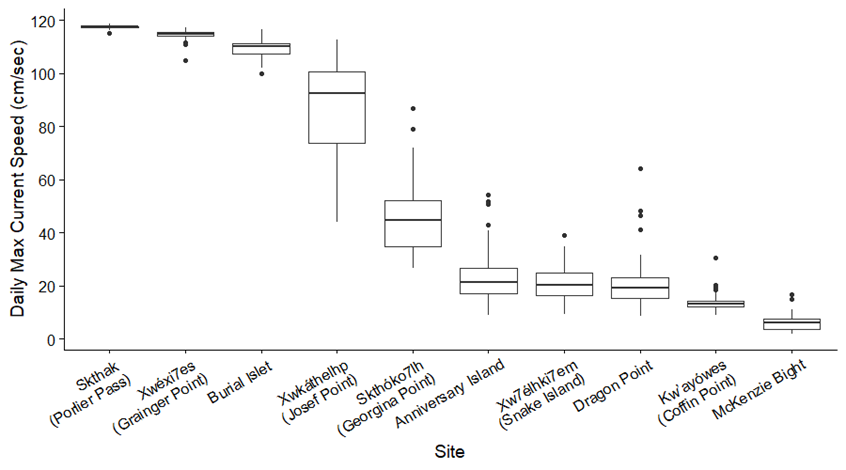 Daily Max Current Speed (cm/sec)
120
100
80
60
40
20
0
Skthak
(Porlier Pass)
Xwéxi7es
(Grainger Point)
Burial Islet
Xwkáthelhp
(Josef Point)
Skthóko7lh
(Georgina Point)
Anniversary Island
Xw7élhki7em
(Snake Island)
Dragon Point
Kw'ayówes
(Coffin Point)
McKenzie Bight
Site